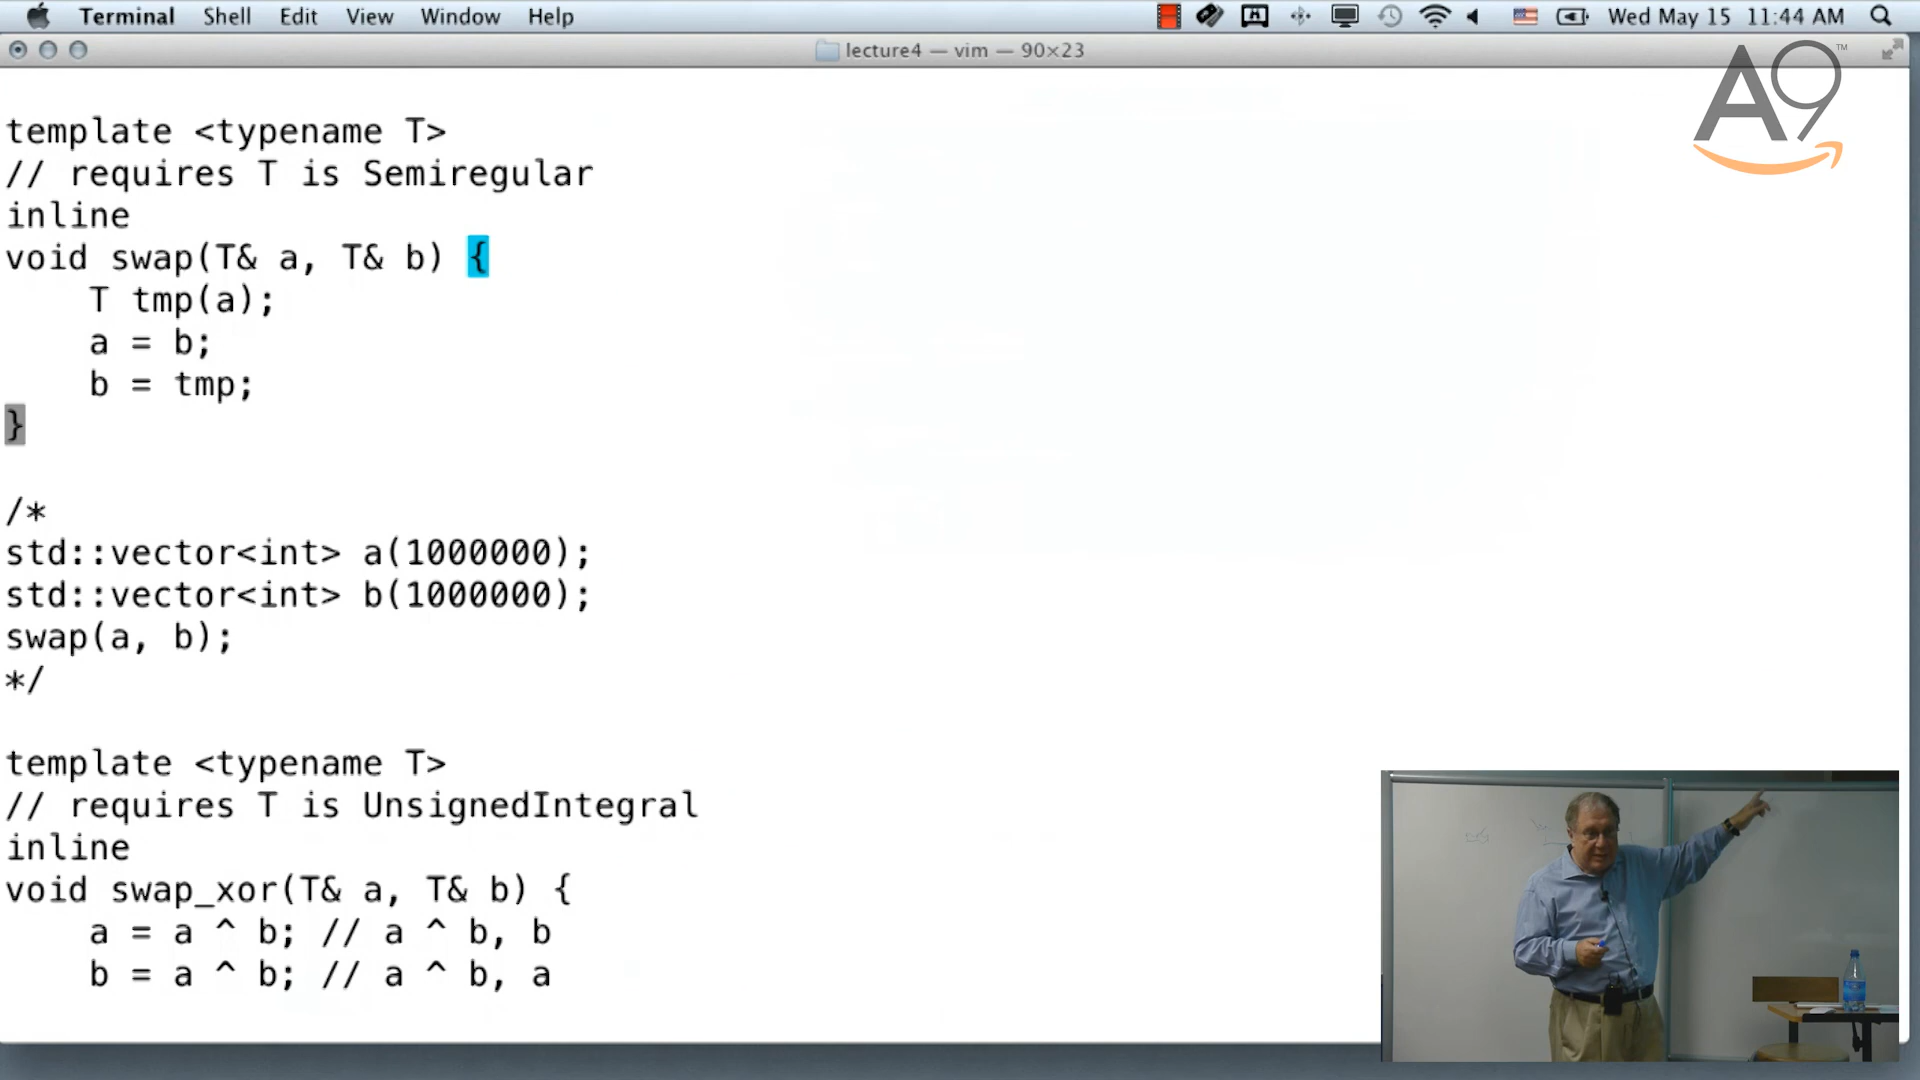 Terminal Shell Edit View Window Help Wed May 15 11:44 AM
lecture4 — vim — 90×23
A9™
template <typename T>
// requires T is Semiregular
inline
void swap(T& a, T& b) {
    T tmp(a);
    a = b;
    b = tmp;
}
/*
std::vector<int> a(1000000);
std::vector<int> b(1000000);
swap(a, b);
*/
template <typename T>
// requires T is UnsignedIntegral
inline
void swap_xor(T& a, T& b) {
    a = a ^ b; // a ^ b, b
    b = a ^ b; // a ^ b, a